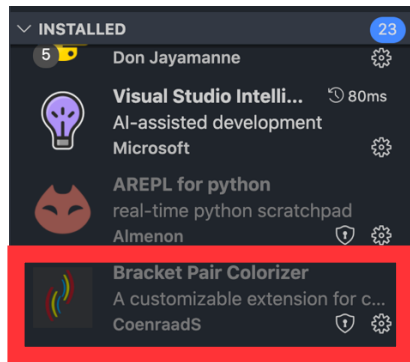 INSTALLED 23
5 Don Jayamanne
Visual Studio Intelli... 80ms
AI-assisted development
Microsoft
AREPL for python
real-time python scratchpad
Almenon
Bracket Pair Colorizer
A customizable extension for c...
CoenraadS